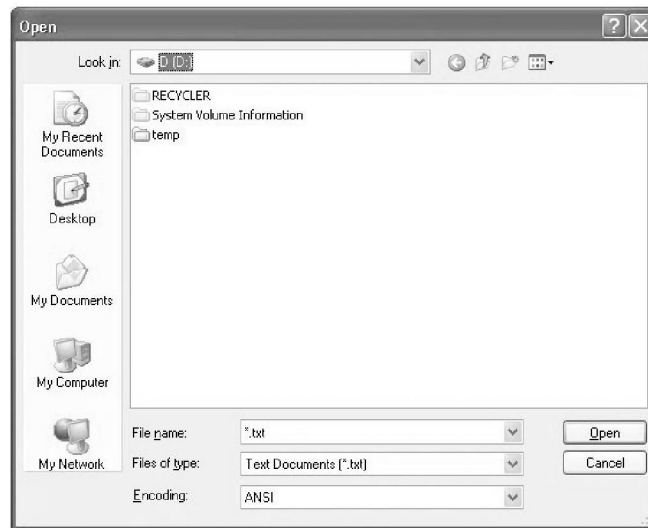 Open
Look in:
D (D:)
My Recent
Documents
Desktop
My Documents
My Computer
My Network
RECYCLER
System Volume Information
temp
File name:
*.txt
Open
Files of type:
Text Documents (*.txt)
Cancel
Encoding:
ANSI